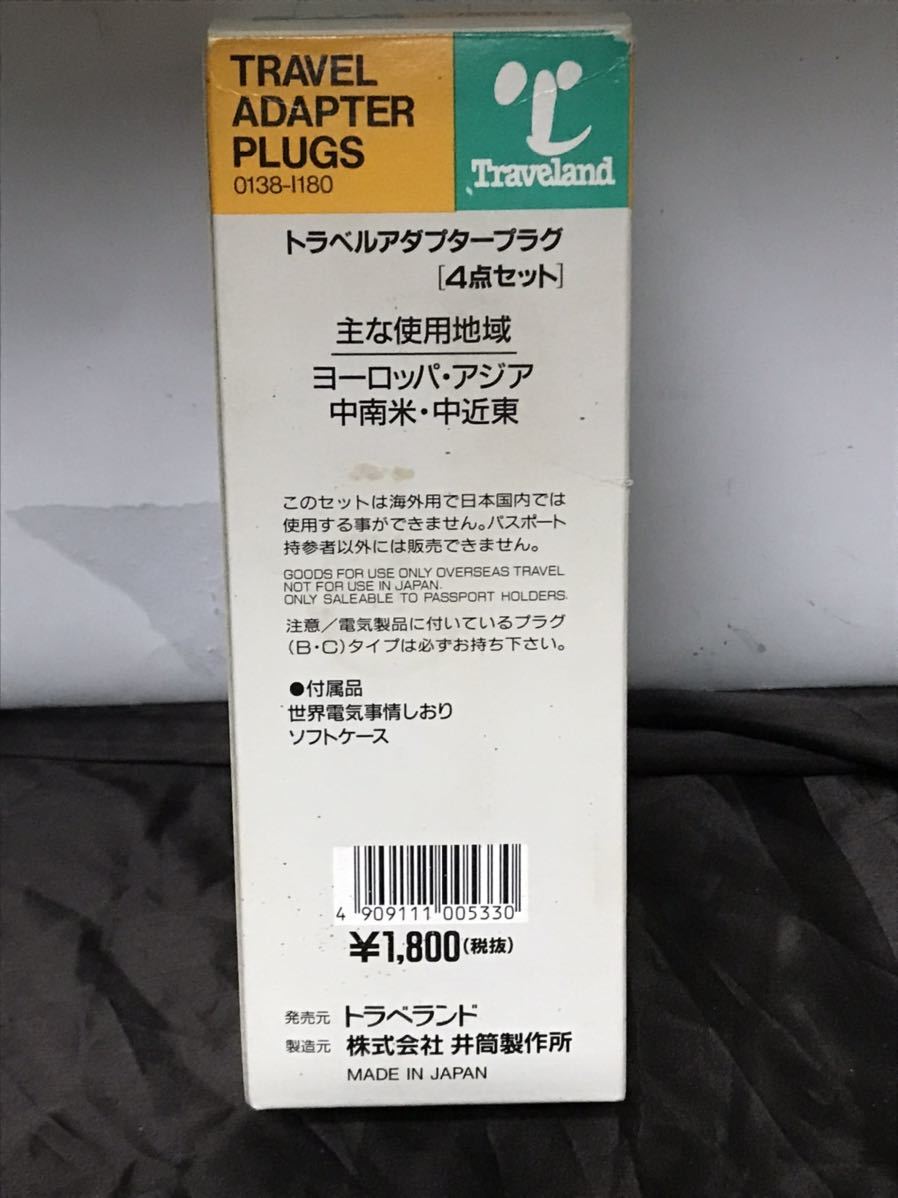 TRAVEL
ADAPTER
PLUGS
0138-I180
Traveland
トラベルアダプタープラグ
[4点セット]
主な使用地域
ヨーロッパ・アジア
中南米・中近東
このセットは海外用で日本国内では
使用する事ができません。パスポート
持参者以外には販売できません。
GOODS FOR USE ONLY OVERSEAS TRAVEL
NOT FOR USE IN JAPAN.
ONLY SALEABLE TO PASSPORT HOLDERS.
注意/電気製品に付いているプラグ
(B・C)タイプは必ずお持ち下さい。
●付属品
世界電気事情しおり
ソフトケース
4 909111 005330
¥1,800(税抜)
発売元 トラベランド
製造元 株式会社 井筒製作所
MADE IN JAPAN